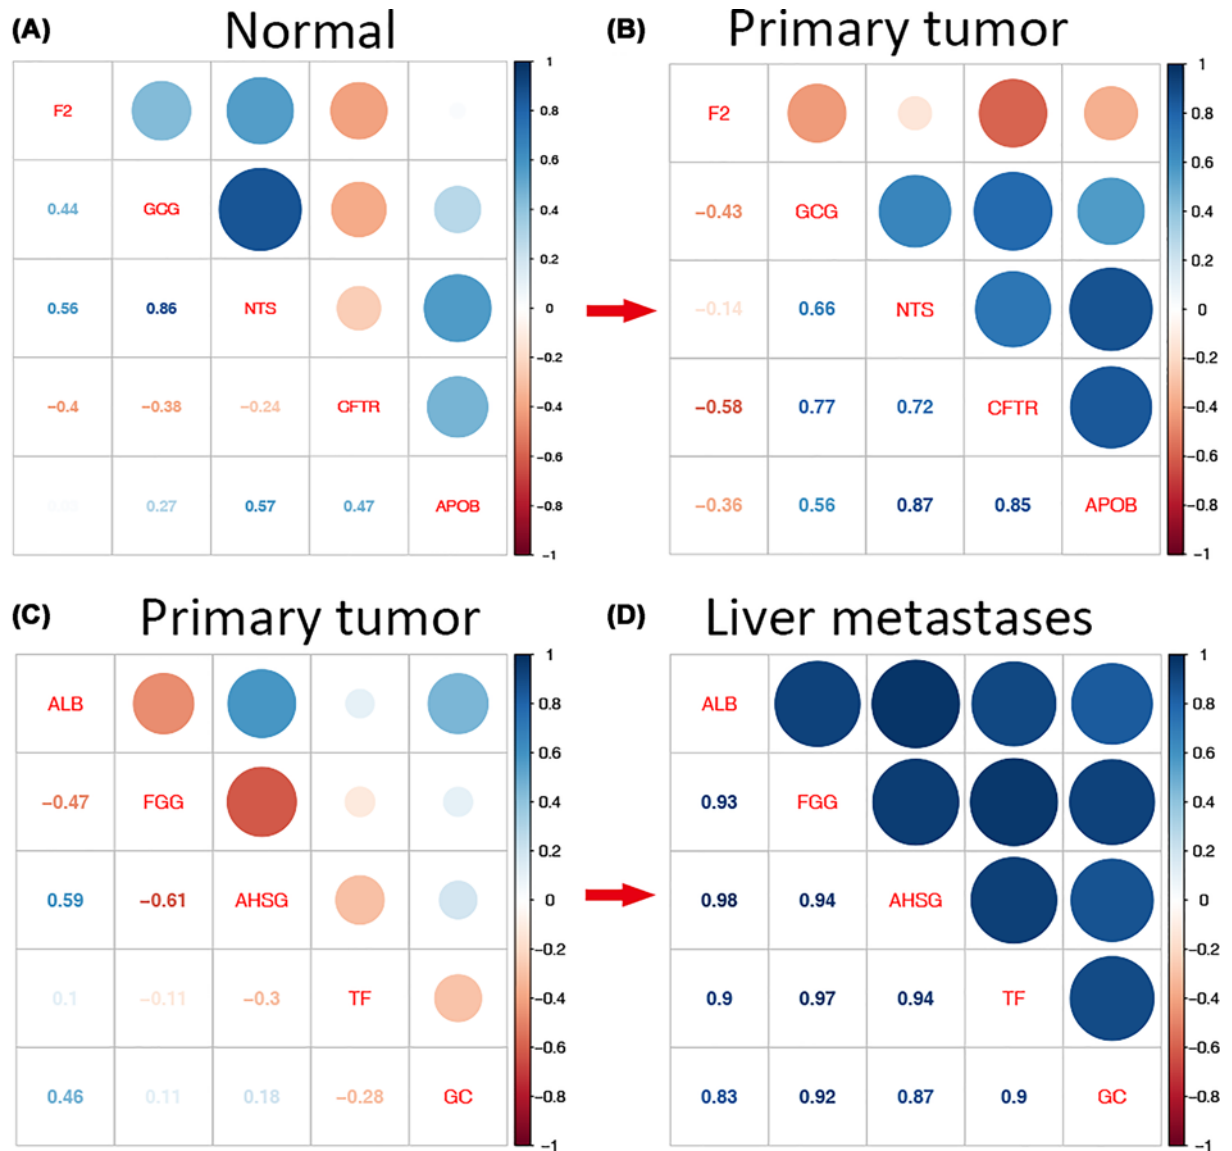 (A) Normal
F2
0.44 GCG
0.56 0.86 NTS
−0.4 −0.38 −0.24 CFTR
0.27 0.57 0.47 APOB
1
0.8
0.6
0.4
0.2
0
−0.2
−0.4
−0.6
−0.8
−1
(B) Primary tumor
F2
−0.43 GCG
−0.14 0.66 NTS
−0.58 0.77 0.72 CFTR
−0.36 0.56 0.87 0.85 APOB
1
0.8
0.6
0.4
0.2
0
−0.2
−0.4
−0.6
−0.8
−1
(C) Primary tumor
ALB
−0.47 FGG
0.59 −0.61 AHSG
0.1 −0.11 −0.3 TF
0.46 0.11 0.18 −0.28 GC
1
0.8
0.6
0.4
0.2
0
−0.2
−0.4
−0.6
−0.8
−1
(D) Liver metastases
ALB
0.93 FGG
0.98 0.94 AHSG
0.9 0.97 0.94 TF
0.83 0.92 0.87 0.9 GC
1
0.8
0.6
0.4
0.2
0
−0.2
−0.4
−0.6
−0.8
−1